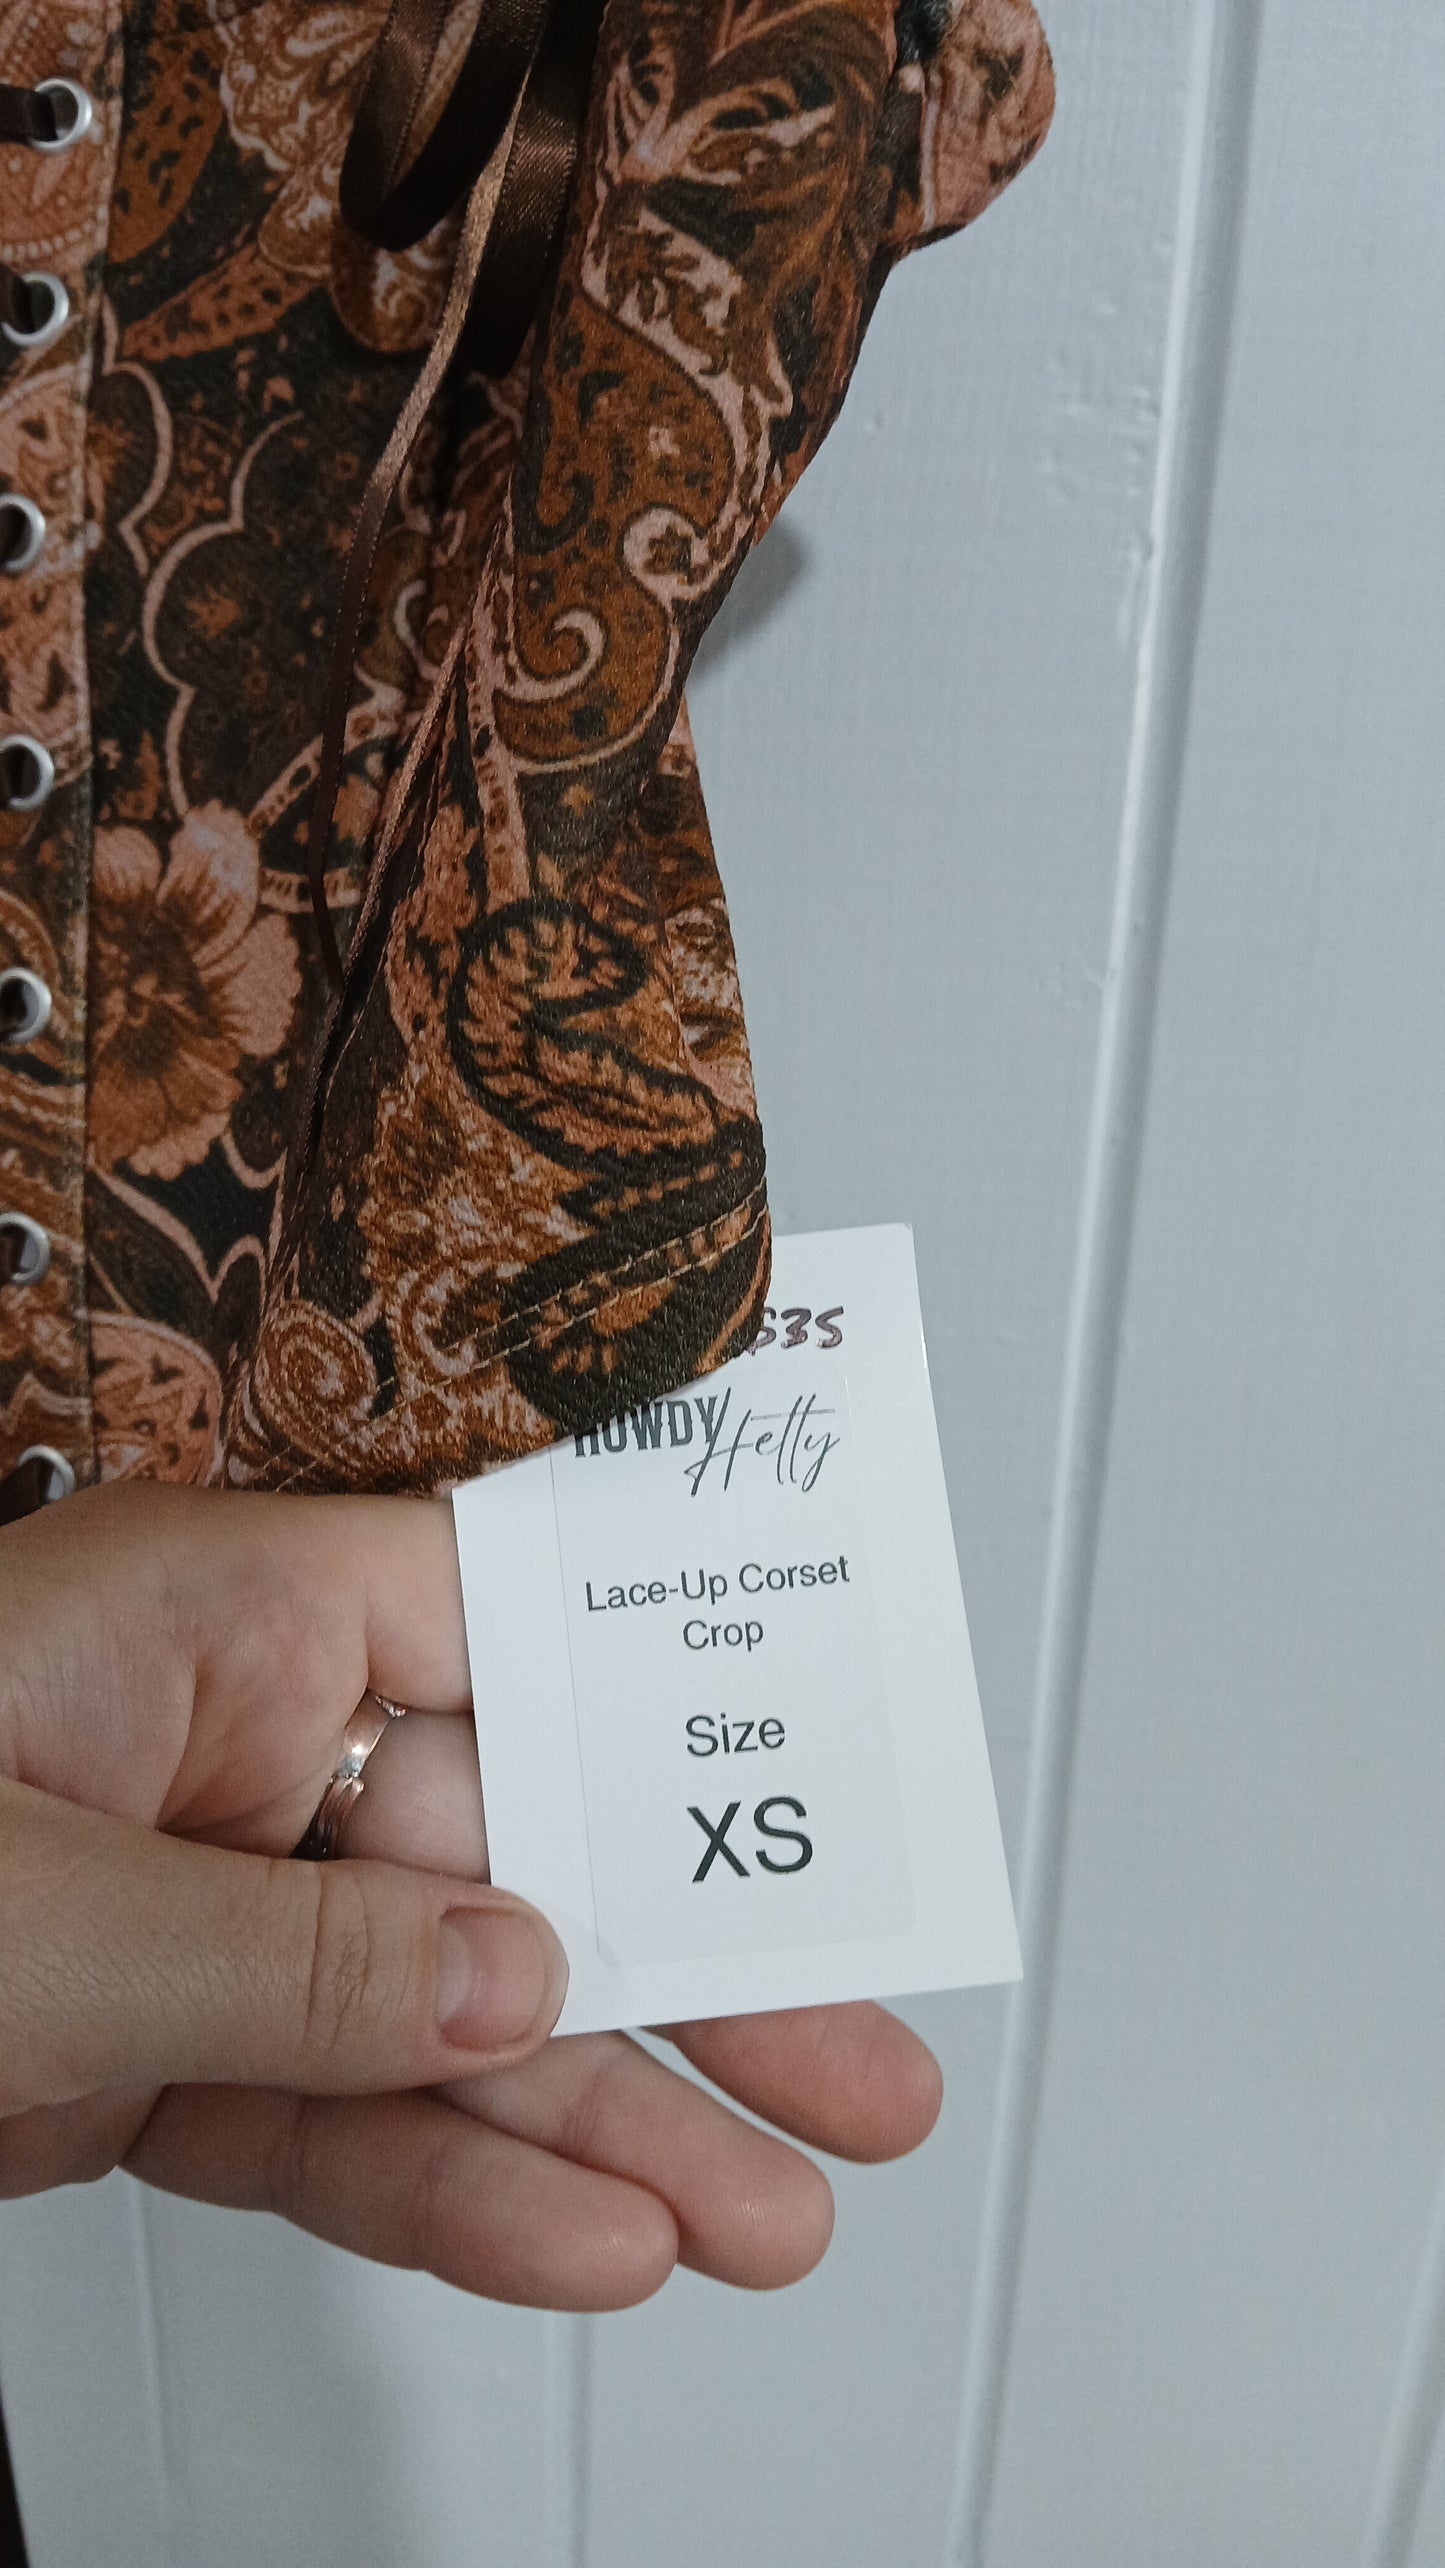 $35
HOWDY Hetty
Lace-Up Corset
Crop
Size
XS